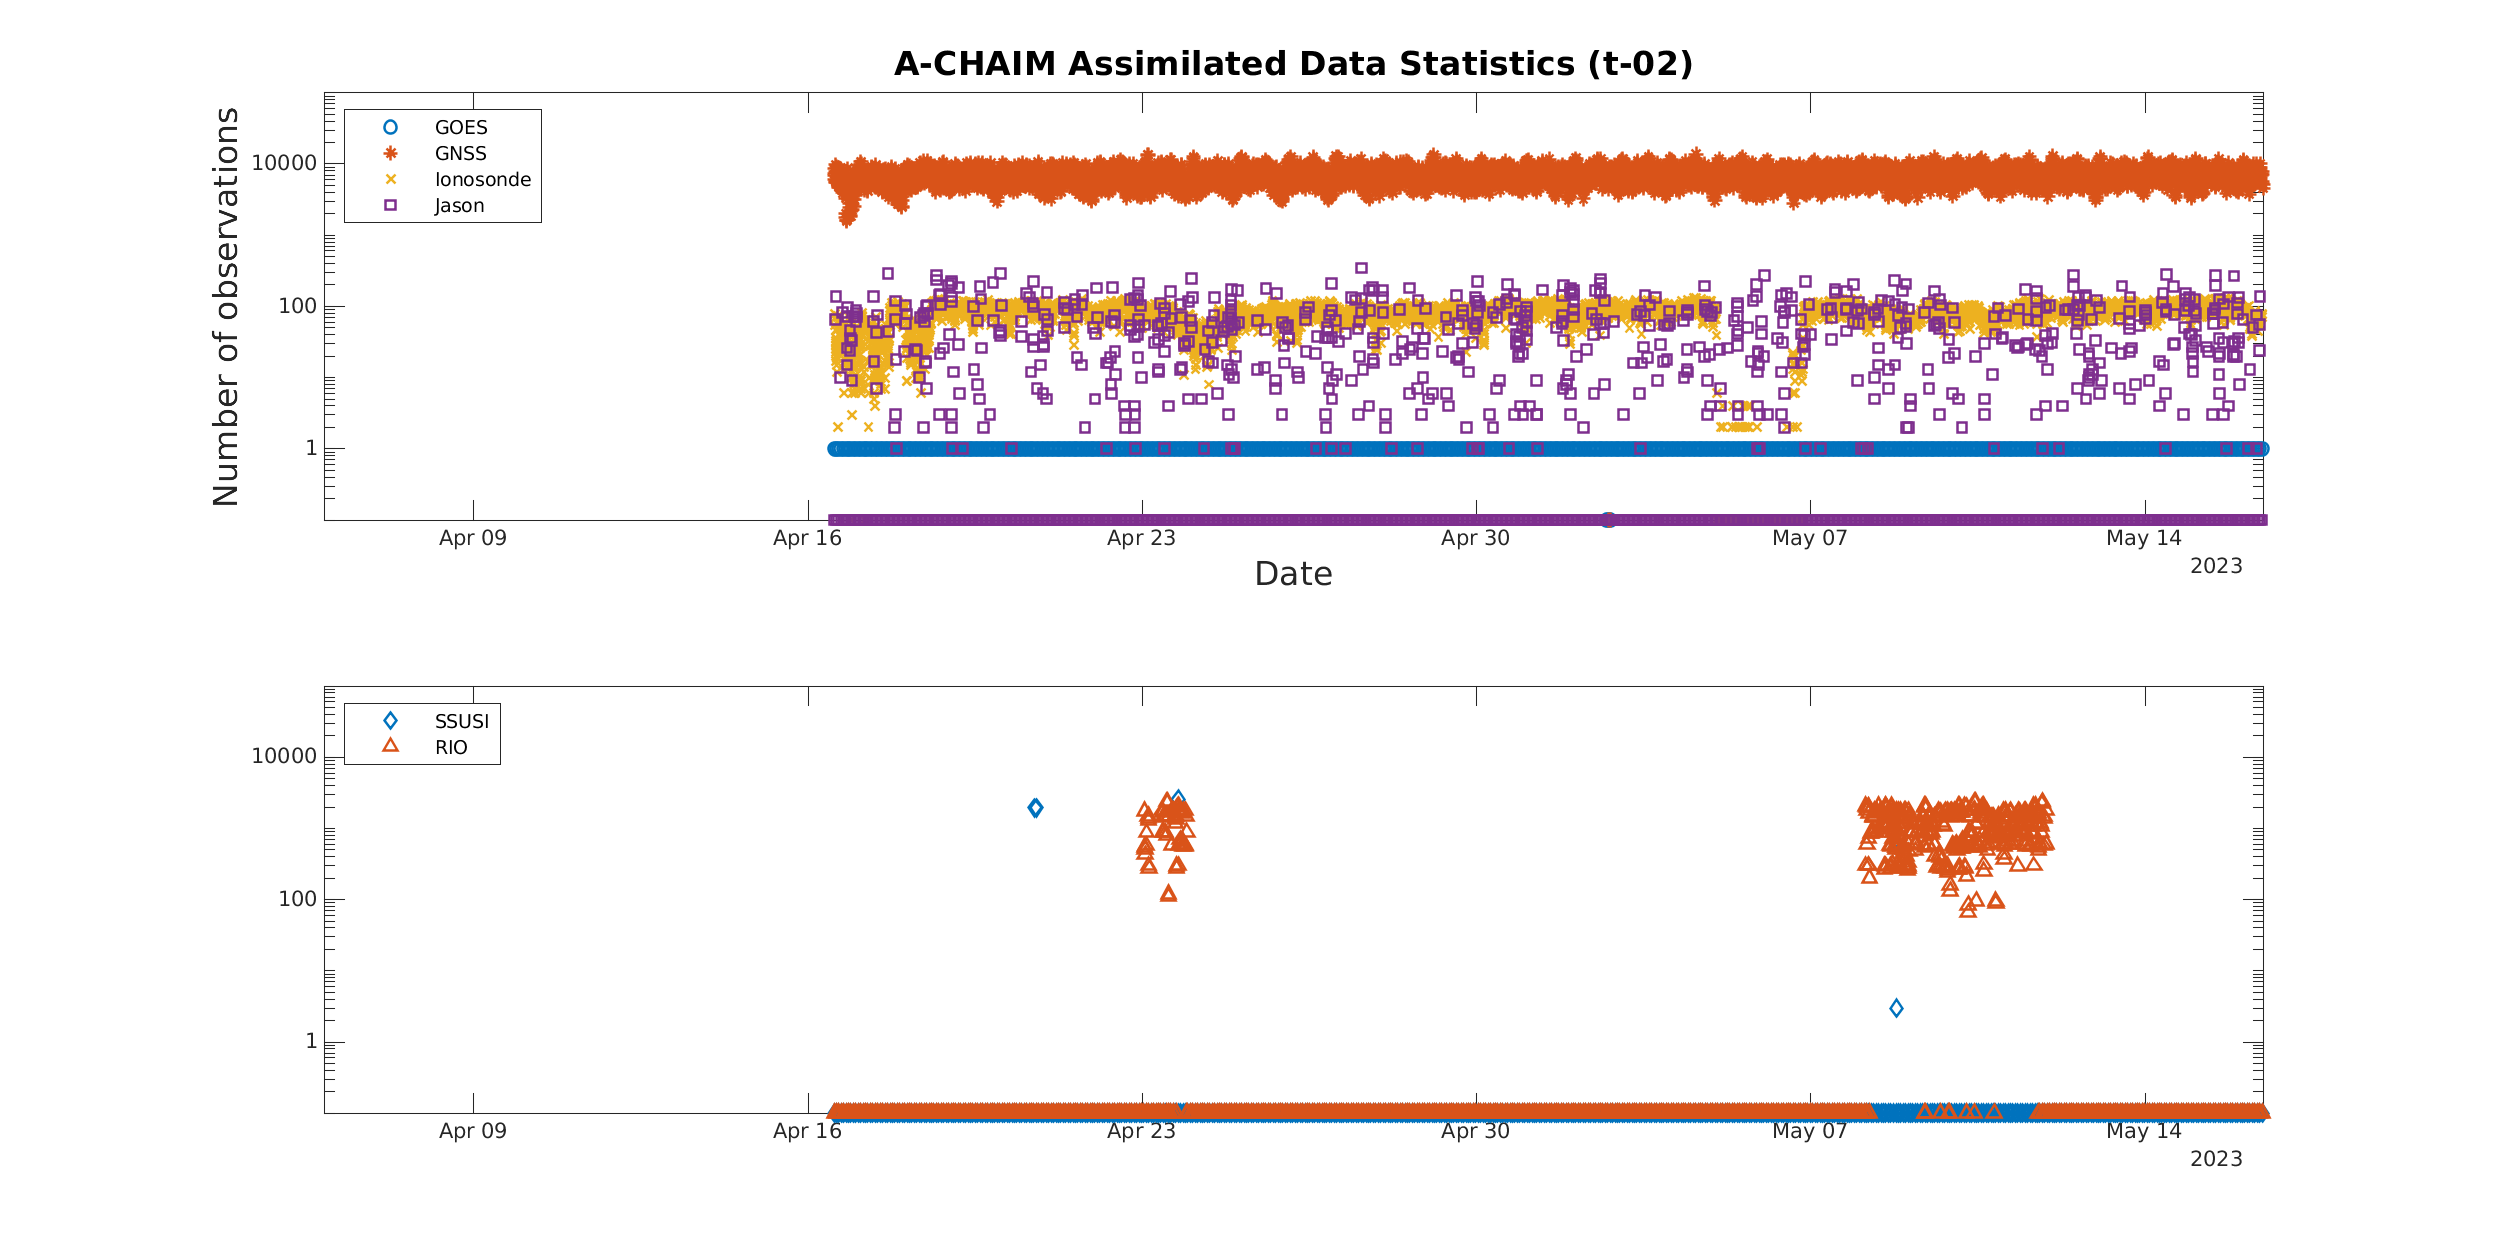 A-CHAIM Assimilated Data Statistics (t-02)
Number of observations
10000
100
1
GOES
GNSS
Ionosonde
Jason
Apr 09 Apr 16 Apr 23 Apr 30 May 07 May 14
2023
Date
10000
100
1
SSUSI
RIO
Apr 09 Apr 16 Apr 23 Apr 30 May 07 May 14
2023